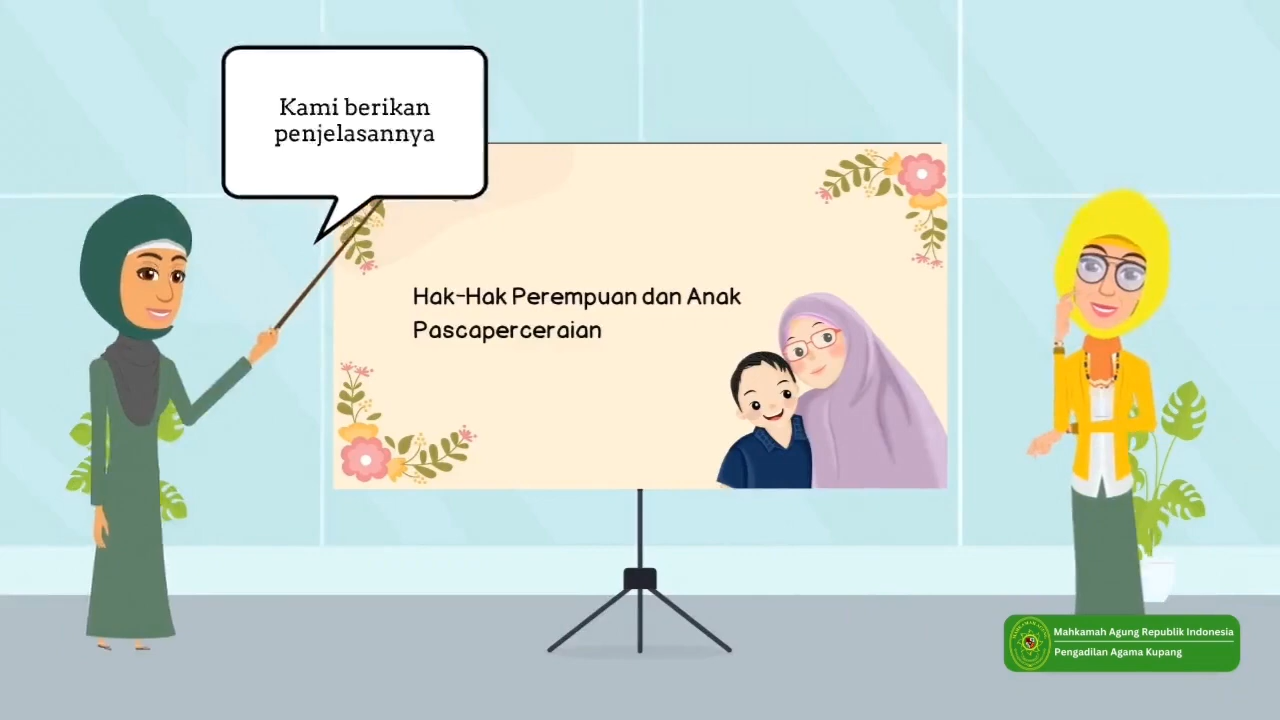 Kami berikan
penjelasannya
Hak-Hak Perempuan dan Anak
Pascaperceraian
Mahkamah Agung Republik Indonesia
Pengadilan Agama Kupang